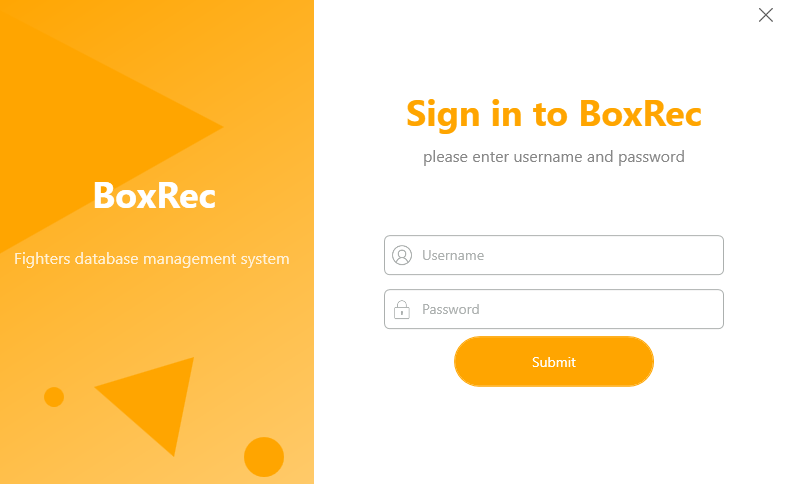 BoxRec
Fighters database management system
Sign in to BoxRec
please enter username and password
Username
Password
Submit